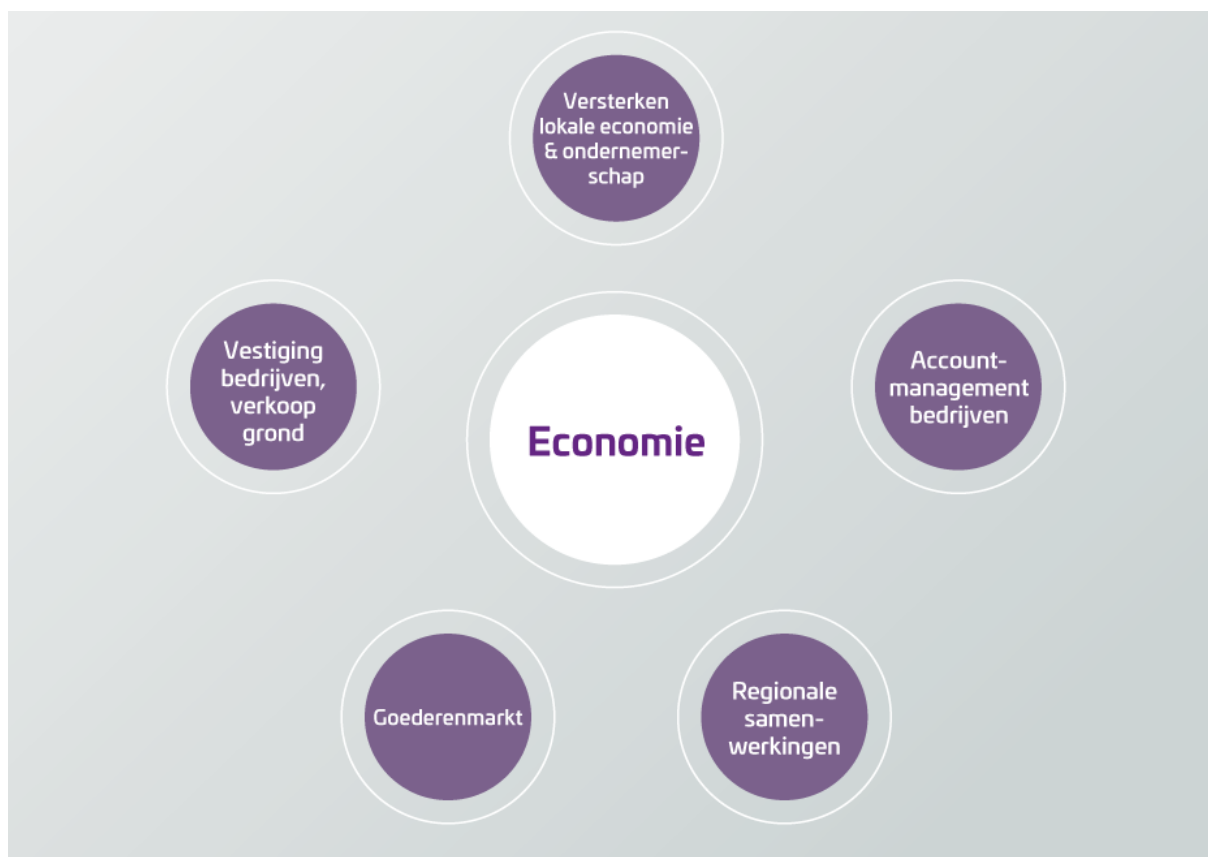 Versterken
lokale economie
& ondernemer-
schap
Vestiging
bedrijven,
verkoop
grond
Account-
management
bedrijven
Economie
Goederenmarkt
Regionale
samen-
werkingen